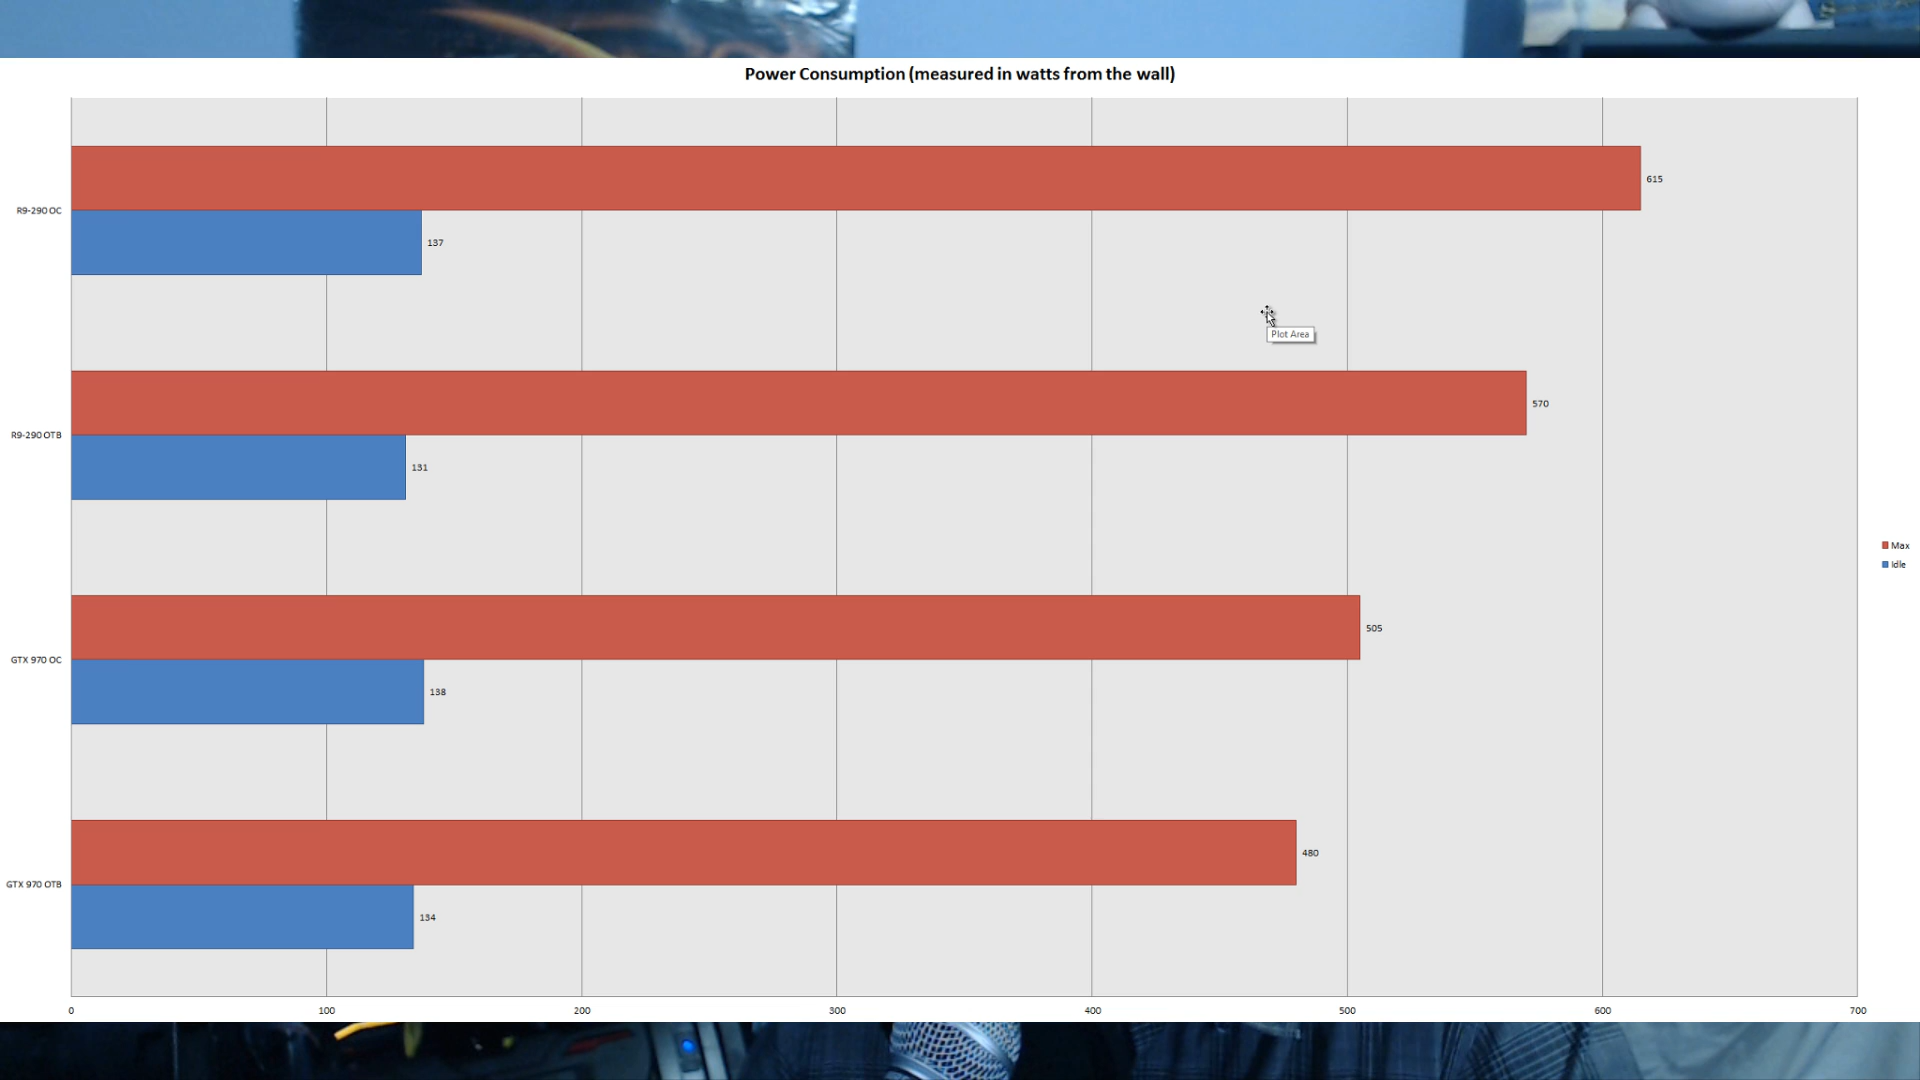 Power Consumption (measured in watts from the wall)
615
R9-290 OC
137
Plot Area
570
R9-290 OTB
131
Max
Idle
505
GTX 970 OC
138
480
GTX 970 OTB
134
0 100 200 300 400 500 600 700